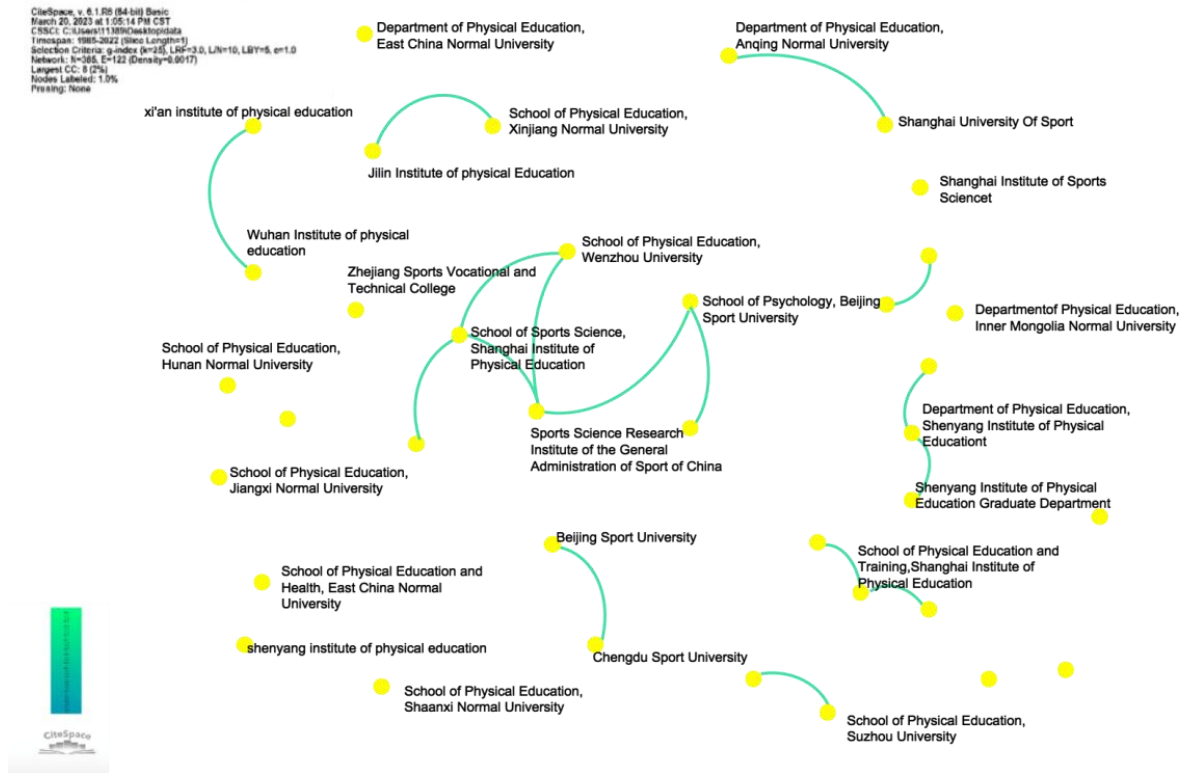 CiteSpace, v. 6.1.R6 (64-bit) Basic
March 20, 2023 at 1:05:14 PM CST
CSSCI: C:\Users\11389\Desktop\data
Timespan: 1985-2022 (Slice Length=1)
Selection Criteria: g-index (k=25), LRF=3.0, L/N=10, LBY=5, e=1.0
Network: N=365, E=122 (Density=0.0017)
Largest CC: 8 (2%)
Nodes Labeled: 1.0%
Pruning: None
Department of Physical Education,
East China Normal University
Department of Physical Education,
Anqing Normal University
xi'an institute of physical education
School of Physical Education,
Xinjiang Normal University
Shanghai University Of Sport
Jilin Institute of physical Education
Shanghai Institute of Sports
Sciencet
Wuhan Institute of physical
education
School of Physical Education,
Wenzhou University
Zhejiang Sports Vocational and
Technical College
School of Psychology, Beijing
Sport University
Departmentof Physical Education,
Inner Mongolia Normal University
School of Sports Science,
Shanghai Institute of
Physical Education
School of Physical Education,
Hunan Normal University
Department of Physical Education,
Shenyang Institute of Physical
Educationt
Sports Science Research
Institute of the General
Administration of Sport of China
School of Physical Education,
Jiangxi Normal University
Shenyang Institute of Physical
Education Graduate Department
Beijing Sport University
School of Physical Education and
Training,Shanghai Institute of
Physical Education
School of Physical Education and
Health, East China Normal
University
shenyang institute of physical education
Chengdu Sport University
School of Physical Education,
Shaanxi Normal University
School of Physical Education,
Suzhou University
CiteSpace